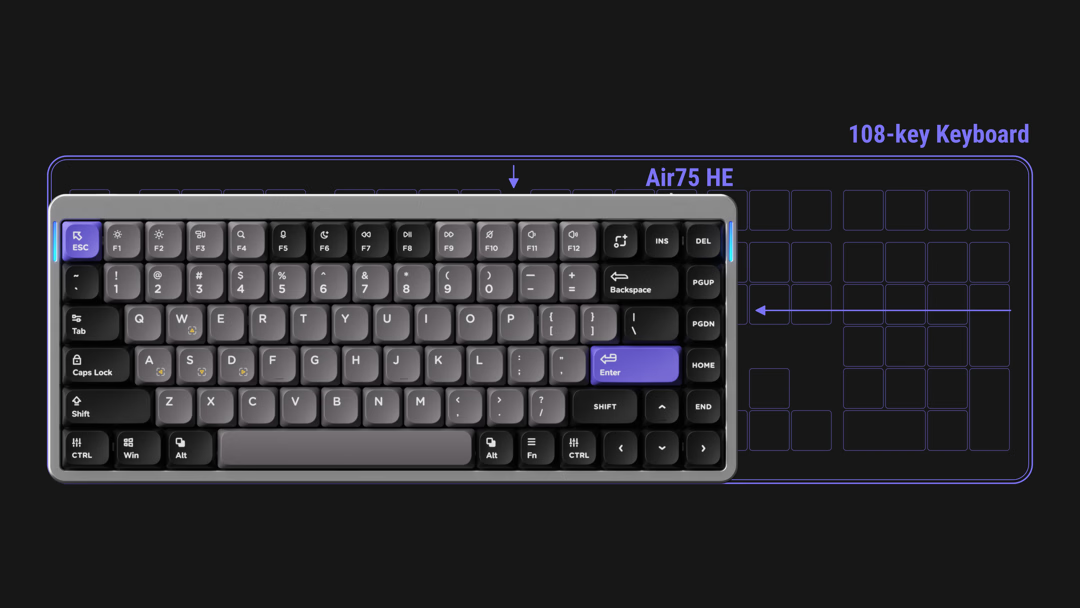 108-key Keyboard
Air75 HE
ESC F1 F2 F3 F4 F5 F6 F7 F8 F9 F10 F11 F12 INS DEL
~ ! @ # $ % ^ & * ( ) — +
` 1 2 3 4 5 6 7 8 9 0 - = Backspace PGUP
Tab Q W E R T Y U I O P { [ } ] | \ PGDN
Caps Lock A S D F G H J K L : ; " ' Enter HOME
Shift Z X C V B N M < , > . ? / SHIFT END
CTRL Win Alt Alt Fn CTRL